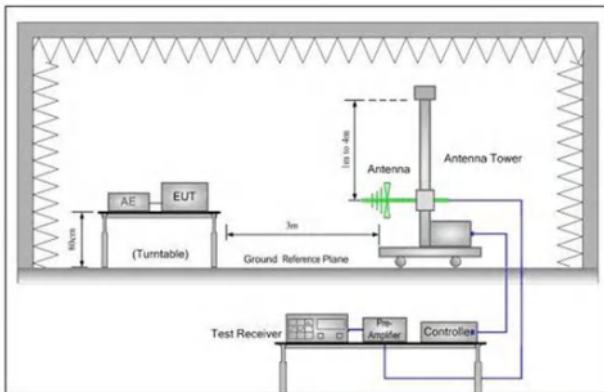 1m to 4m
Antenna
Antenna Tower
AE
EUT
3m
80cm
(Turntable)
Ground Reference Plane
Test Receiver
Pre-
Amplifier
Controller